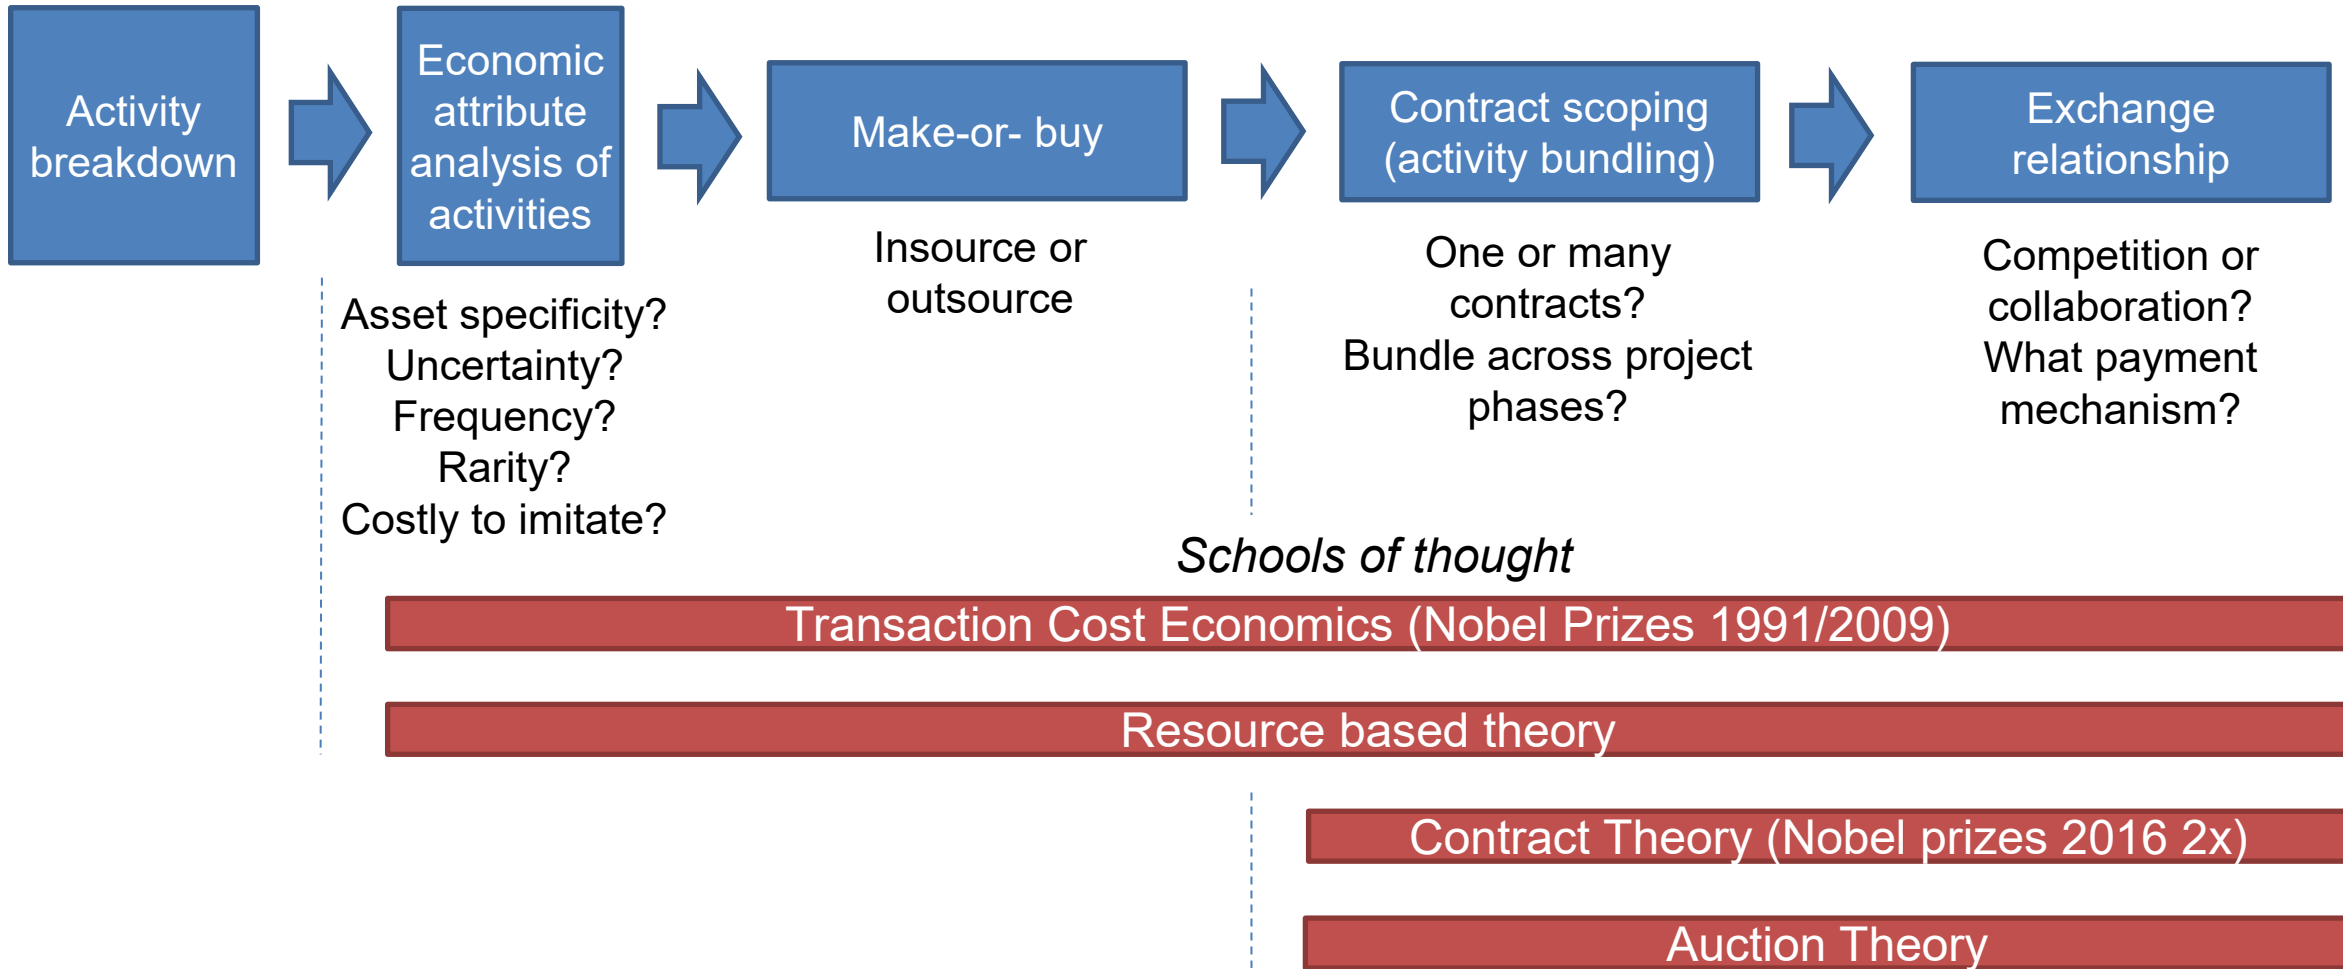 Activity
breakdown
Economic
attribute
analysis of
activities
Make-or- buy
Contract scoping
(activity bundling)
Exchange
relationship
Asset specificity?
Uncertainty?
Frequency?
Rarity?
Costly to imitate?
Insource or
outsource
One or many
contracts?
Bundle across project
phases?
Competition or
collaboration?
What payment
mechanism?
Schools of thought
Transaction Cost Economics (Nobel Prizes 1991/2009)
Resource based theory
Contract Theory (Nobel prizes 2016 2x)
Auction Theory